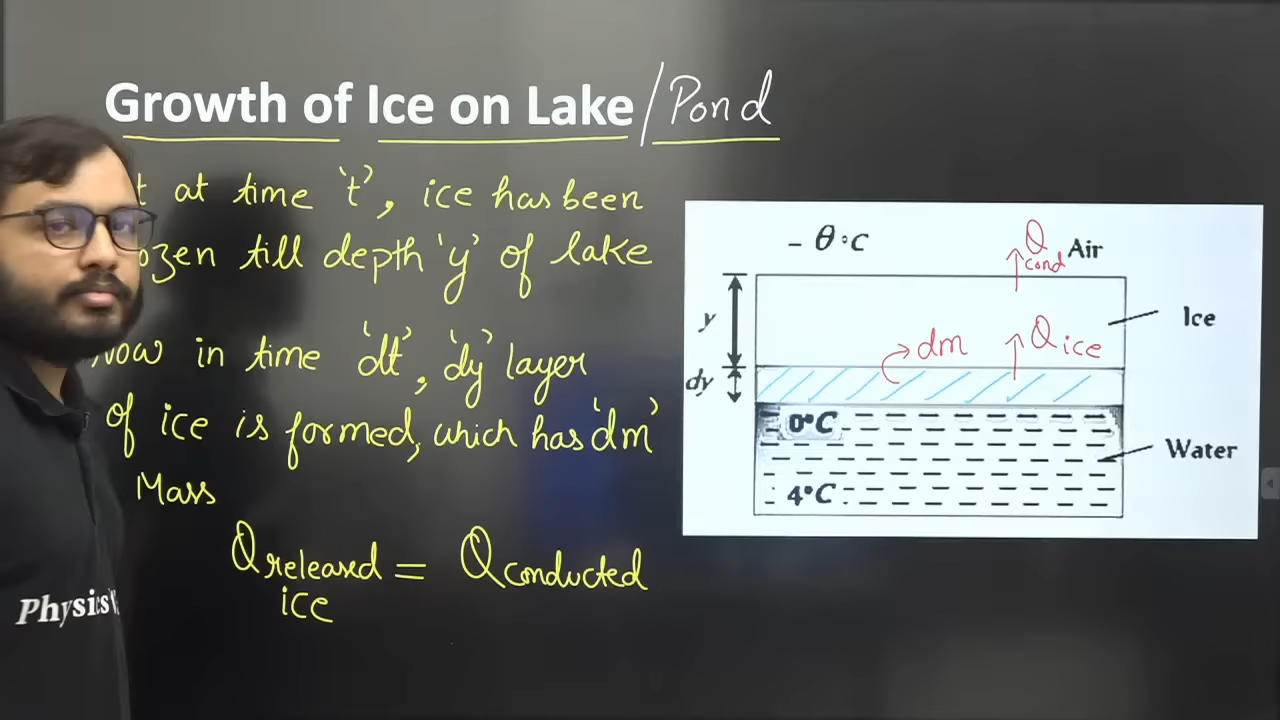 Growth of Ice on Lake/Pond
t at time 't', ice has been
ozen till depth 'y' of lake
Now in time 'dt', 'dy' layer
of ice is formed, which has 'dm'
Mass
Q released = Q conducted
ice
- θ°C
Q cond
Air
y
Ice
dm
Q ice
dy
0°C
Water
4°C
Physics